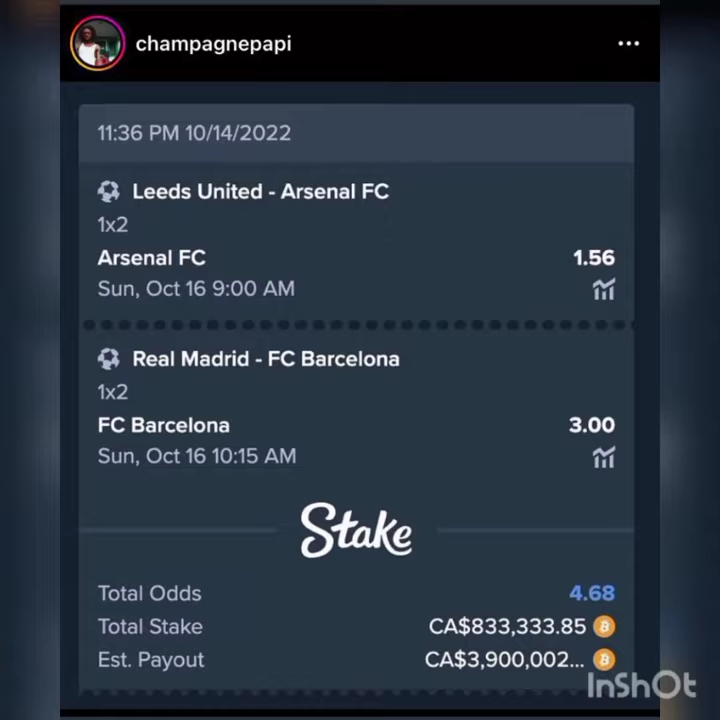 champagnepapi
11:36 PM 10/14/2022
Leeds United - Arsenal FC
1x2
Arsenal FC 1.56
Sun, Oct 16 9:00 AM
Real Madrid - FC Barcelona
1x2
FC Barcelona 3.00
Sun, Oct 16 10:15 AM
Stake
Total Odds 4.68
Total Stake CA$833,333.85
Est. Payout CA$3,900,002...
InShOt